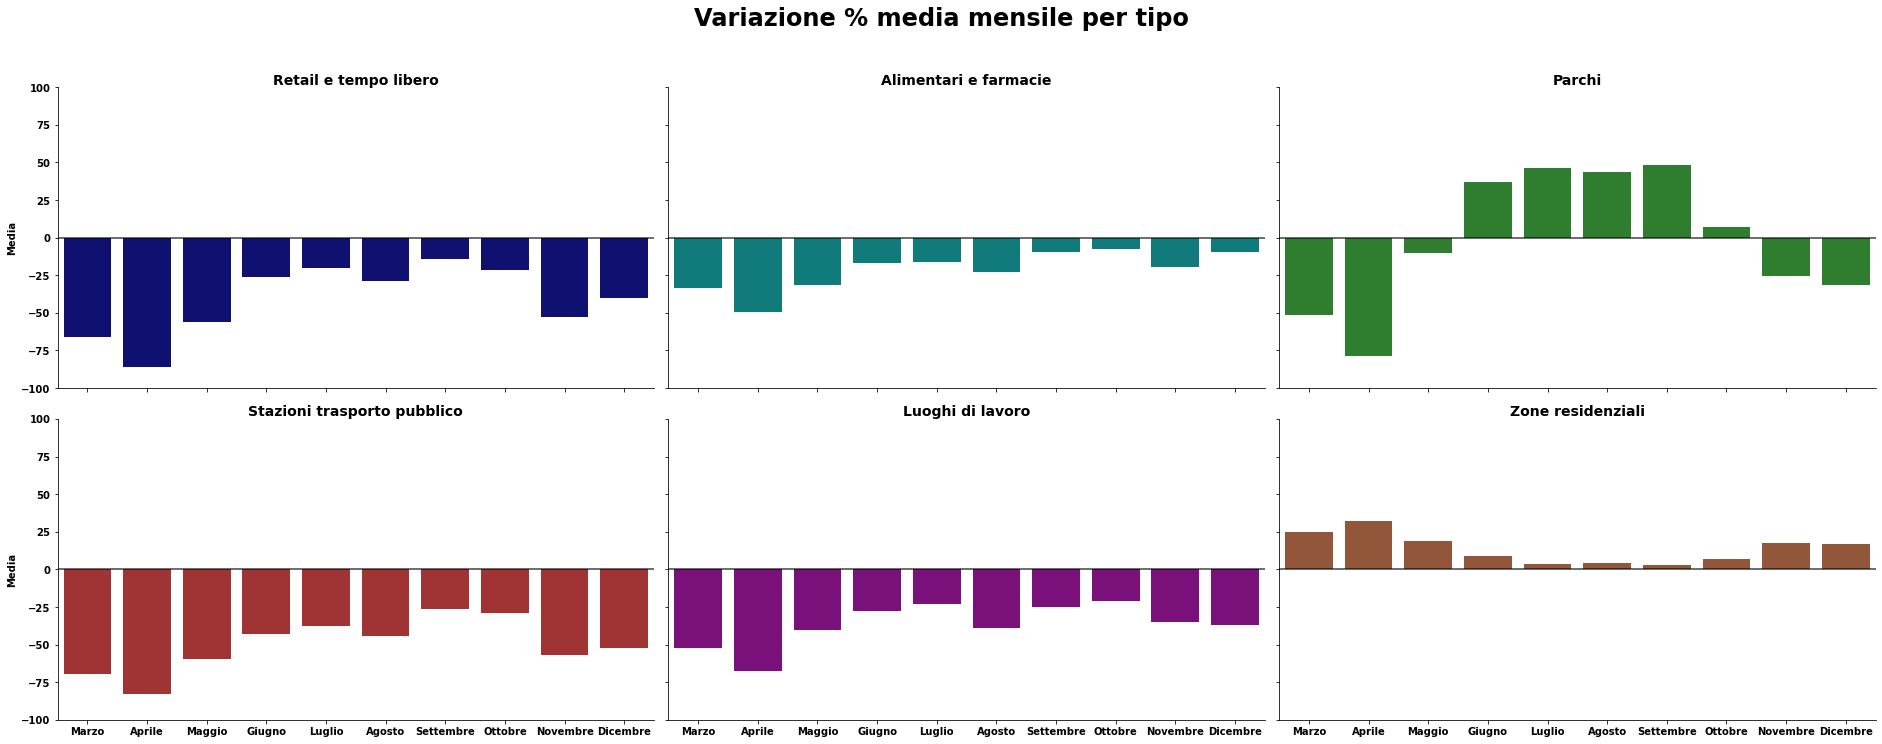 Variazione % media mensile per tipo
Retail e tempo libero
Alimentari e farmacie
Parchi
100
75
50
25
0
−25
−50
−75
−100
Media
Stazioni trasporto pubblico
Luoghi di lavoro
Zone residenziali
100
75
50
25
0
−25
−50
−75
−100
Media
Marzo Aprile Maggio Giugno Luglio Agosto Settembre Ottobre Novembre Dicembre
Marzo Aprile Maggio Giugno Luglio Agosto Settembre Ottobre Novembre Dicembre
Marzo Aprile Maggio Giugno Luglio Agosto Settembre Ottobre Novembre Dicembre